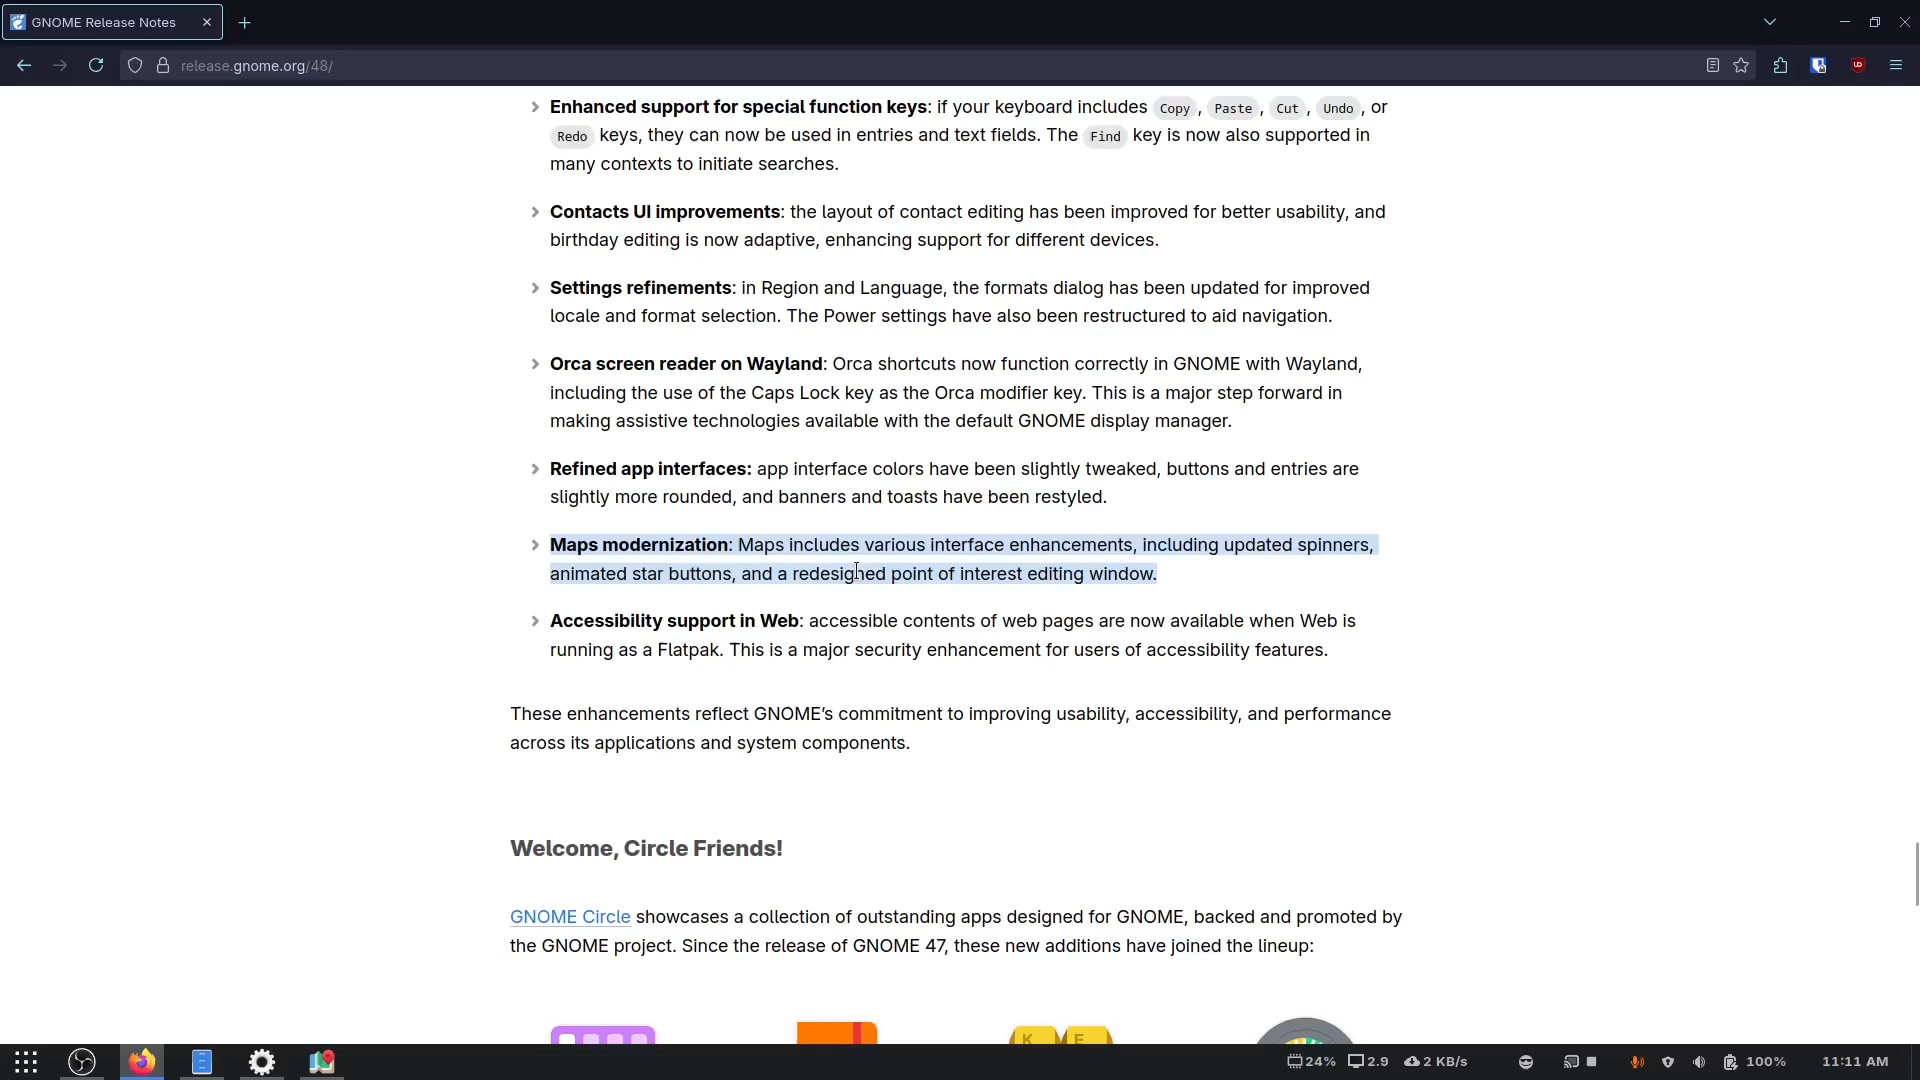 GNOME Release Notes
release.gnome.org/48/
Enhanced support for special function keys: if your keyboard includes Copy, Paste, Cut, Undo, or
Redo keys, they can now be used in entries and text fields. The Find key is now also supported in
many contexts to initiate searches.
Contacts UI improvements: the layout of contact editing has been improved for better usability, and
birthday editing is now adaptive, enhancing support for different devices.
Settings refinements: in Region and Language, the formats dialog has been updated for improved
locale and format selection. The Power settings have also been restructured to aid navigation.
Orca screen reader on Wayland: Orca shortcuts now function correctly in GNOME with Wayland,
including the use of the Caps Lock key as the Orca modifier key. This is a major step forward in
making assistive technologies available with the default GNOME display manager.
Refined app interfaces: app interface colors have been slightly tweaked, buttons and entries are
slightly more rounded, and banners and toasts have been restyled.
Maps modernization: Maps includes various interface enhancements, including updated spinners,
animated star buttons, and a redesigned point of interest editing window.
Accessibility support in Web: accessible contents of web pages are now available when Web is
running as a Flatpak. This is a major security enhancement for users of accessibility features.
These enhancements reflect GNOME’s commitment to improving usability, accessibility, and performance
across its applications and system components.
Welcome, Circle Friends!
GNOME Circle showcases a collection of outstanding apps designed for GNOME, backed and promoted by
the GNOME project. Since the release of GNOME 47, these new additions have joined the lineup:
K E
24% 2.9 2 KB/s 100% 11:11 AM